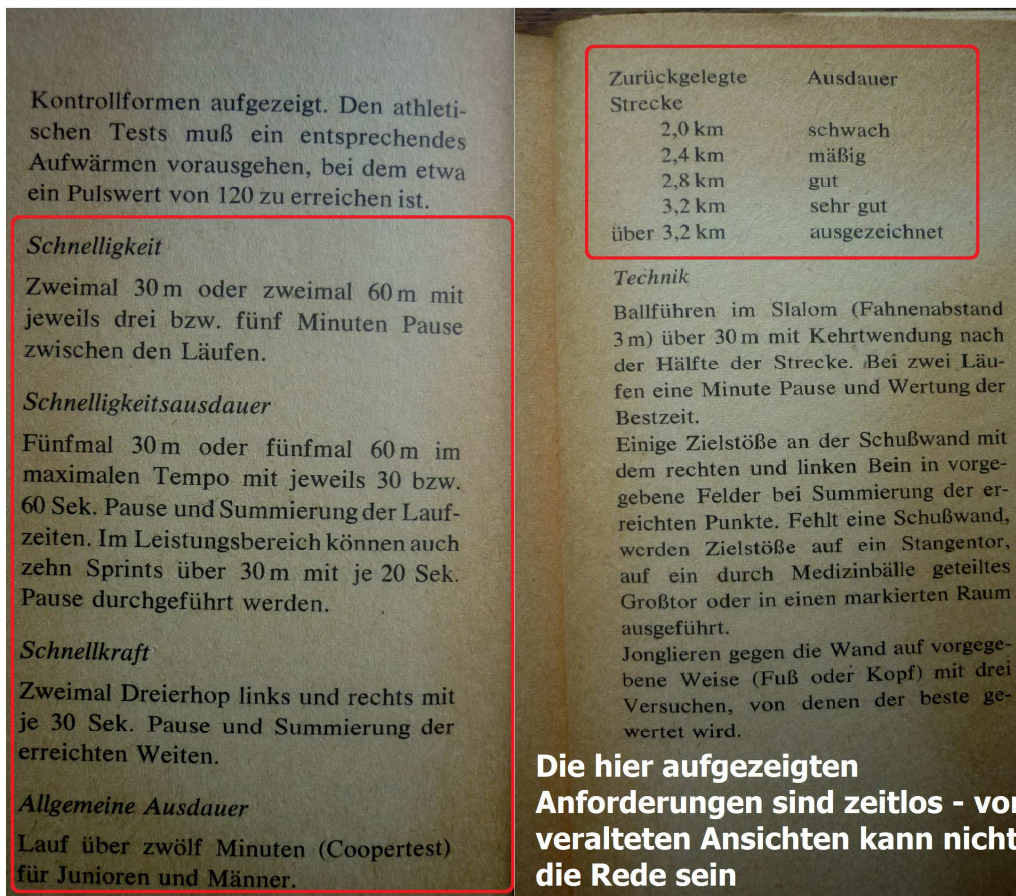 Kontrollformen aufgezeigt. Den athleti-
schen Tests muß ein entsprechendes
Aufwärmen vorausgehen, bei dem etwa
ein Pulswert von 120 zu erreichen ist.
Schnelligkeit
Zweimal 30 m oder zweimal 60 m mit
jeweils drei bzw. fünf Minuten Pause
zwischen den Läufen.
Schnelligkeitsausdauer
Fünfmal 30 m oder fünfmal 60 m im
maximalen Tempo mit jeweils 30 bzw.
60 Sek. Pause und Summierung der Lauf-
zeiten. Im Leistungsbereich können auch
zehn Sprints über 30 m mit je 20 Sek.
Pause durchgeführt werden.
Schnellkraft
Zweimal Dreierhop links und rechts mit
je 30 Sek. Pause und Summierung der
erreichten Weiten.
Allgemeine Ausdauer
Lauf über zwölf Minuten (Coopertest)
für Junioren und Männer.
Zurückgelegte Ausdauer
Strecke
2,0 km schwach
2,4 km mäßig
2,8 km gut
3,2 km sehr gut
über 3,2 km ausgezeichnet
Technik
Ballführen im Slalom (Fahnenabstand
3 m) über 30 m mit Kehrtwendung nach
der Hälfte der Strecke. Bei zwei Läu-
fen eine Minute Pause und Wertung der
Bestzeit.
Einige Zielstöße an der Schußwand mit
dem rechten und linken Bein in vorge-
gebene Felder bei Summierung der er-
reichten Punkte. Fehlt eine Schußwand,
werden Zielstöße auf ein Stangentor,
auf ein durch Medizinbälle geteiltes
Großtor oder in einen markierten Raum
ausgeführt.
Jonglieren gegen die Wand auf vorgege-
bene Weise (Fuß oder Kopf) mit drei
Versuchen, von denen der beste ge-
wertet wird.
Die hier aufgezeigten
Anforderungen sind zeitlos - von
veralteten Ansichten kann nicht
die Rede sein